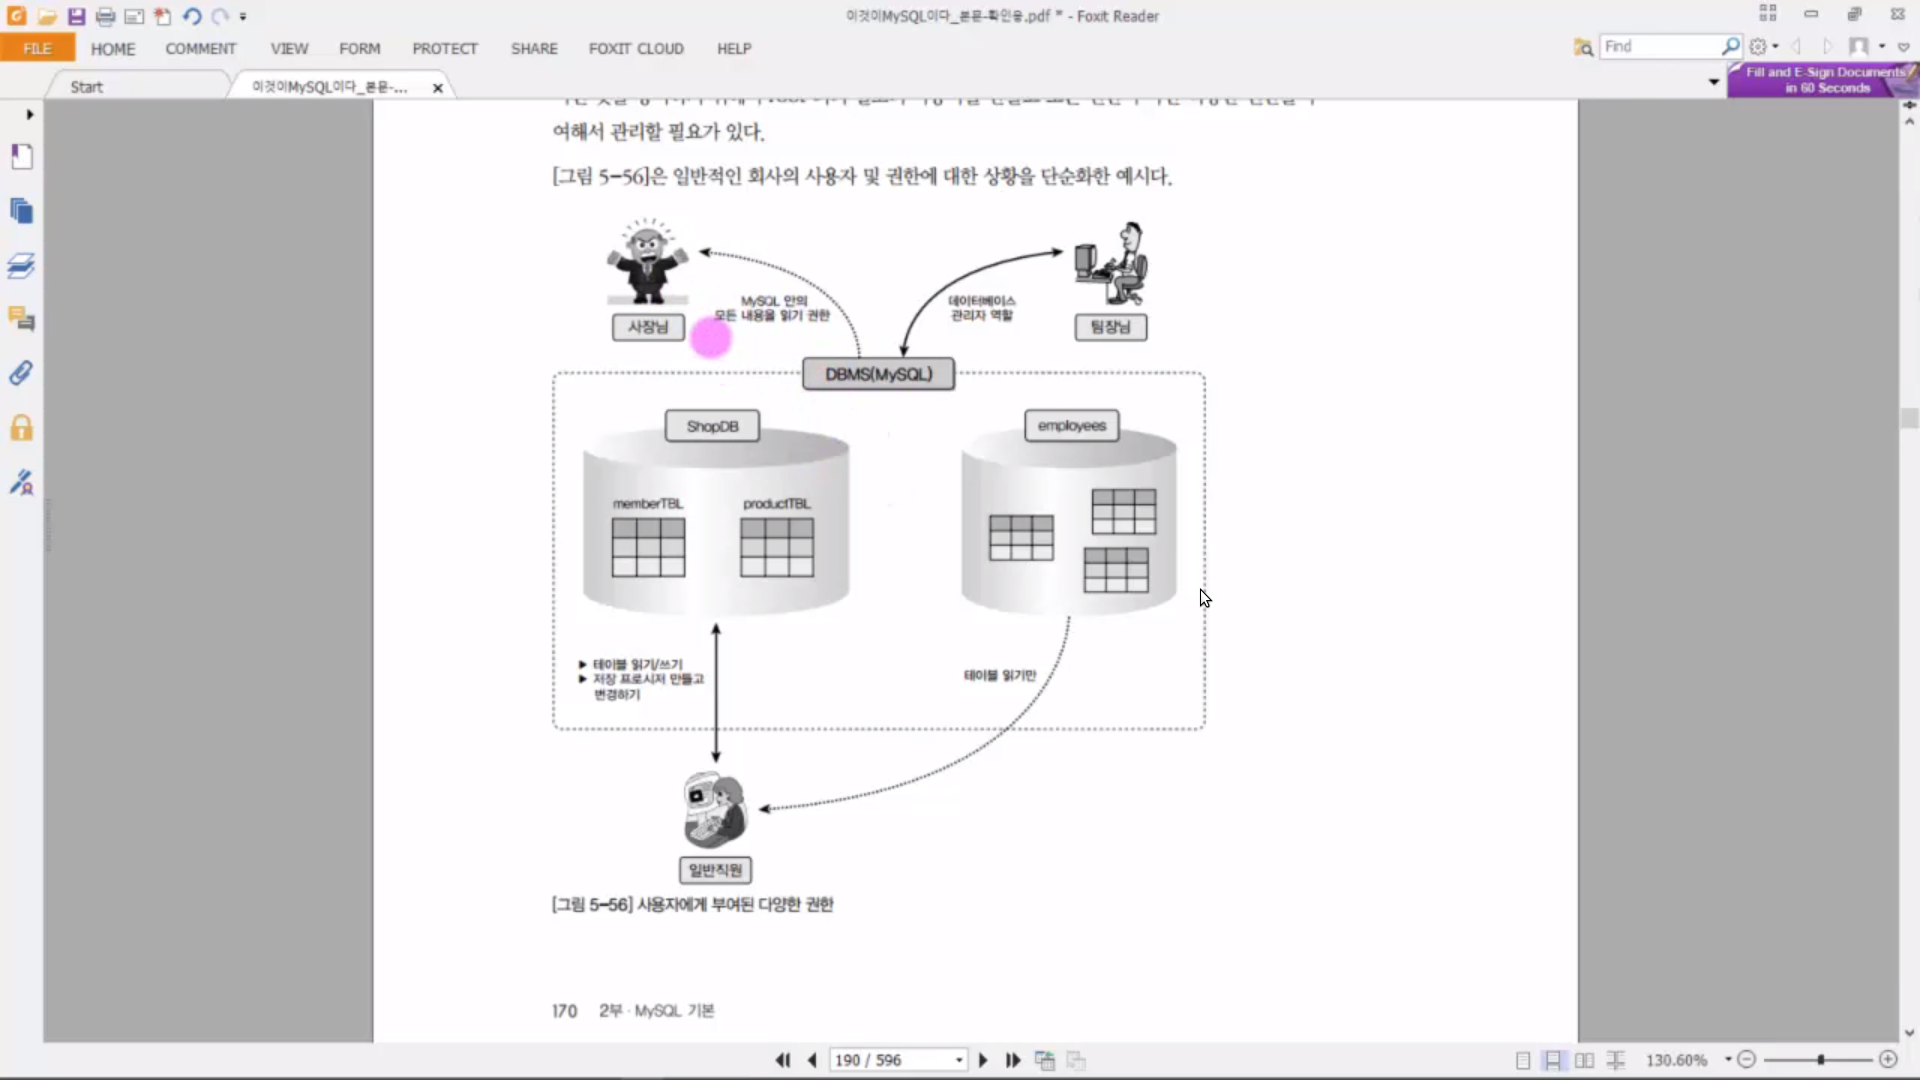 이것이MySQL이다_본문-확인용.pdf * - Foxit Reader
FILE HOME COMMENT VIEW FORM PROTECT SHARE FOXIT CLOUD HELP
Find
Start
이것이MySQL이다_본문-...
Fill and E-Sign Documents
in 60 Seconds
여해서 관리할 필요가 있다.
[그림 5-56]은 일반적인 회사의 사용자 및 권한에 대한 상황을 단순화한 예시다.
MySQL 안의
모든 내용을 읽기 권한
데이터베이스
관리자 역할
사장님
팀장님
DBMS(MySQL)
ShopDB
employees
memberTBL
productTBL
▶ 테이블 읽기/쓰기
▶ 저장 프로시저 만들고
변경하기
테이블 읽기만
일반직원
[그림 5-56] 사용자에게 부여된 다양한 권한
170 2부 · MySQL 기본
190 / 596
130.60%